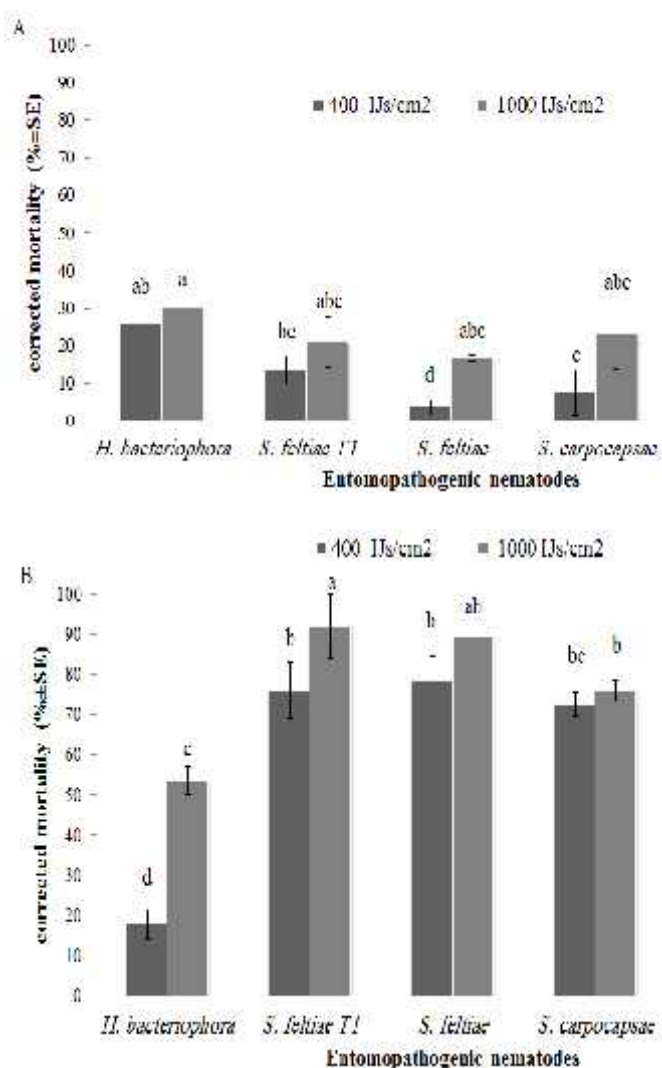 A
corrected mortality (%=SE)
100
90
80
70
60
50
40
30
20
10
0
400 IJs/cm2 1000 IJs/cm2
ab a bc abc d abc c abc
H. bacteriophora S. feltiae T1 S. feltiae S. carpocapsae
Entomopathogenic nematodes
B
corrected mortality (%±SE)
400 IJs/cm2 1000 IJs/cm2
100
90
80
70
60
50
40
30
20
10
0
d c b a b ab bc b
H. bacteriophora S. feltiae T1 S. feltiae S. carpocapsae
Entomopathogenic nematodes